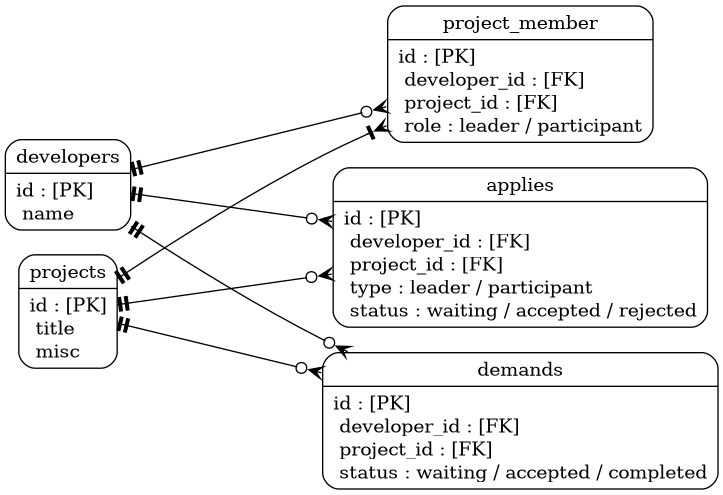 project_member
id : [PK]
developer_id : [FK]
project_id : [FK]
role : leader / participant
developers
id : [PK]
name
applies
id : [PK]
developer_id : [FK]
project_id : [FK]
type : leader / participant
status : waiting / accepted / rejected
projects
id : [PK]
title
misc
demands
id : [PK]
developer_id : [FK]
project_id : [FK]
status : waiting / accepted / completed